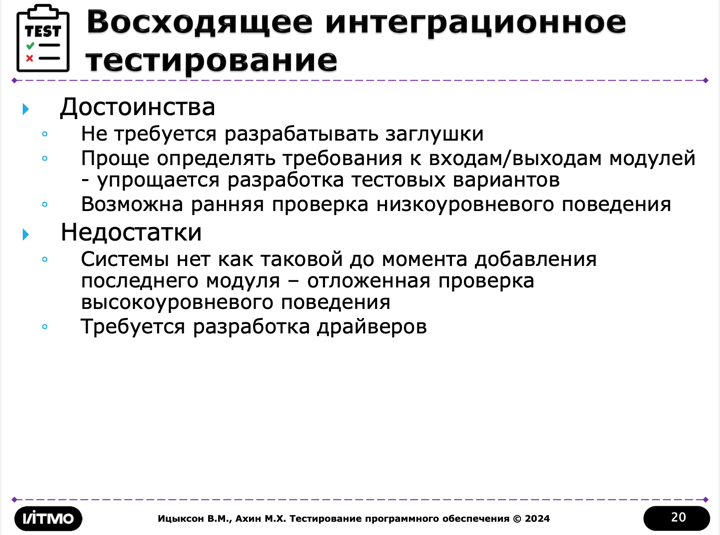 TEST
Восходящее интеграционное
тестирование
Достоинства
Не требуется разрабатывать заглушки
Проще определять требования к входам/выходам модулей
- упрощается разработка тестовых вариантов
Возможна ранняя проверка низкоуровневого поведения
Недостатки
Системы нет как таковой до момента добавления
последнего модуля – отложенная проверка
высокоуровневого поведения
Требуется разработка драйверов
ИТМО
Ицыксон В.М., Ахин М.Х. Тестирование программного обеспечения © 2024
20